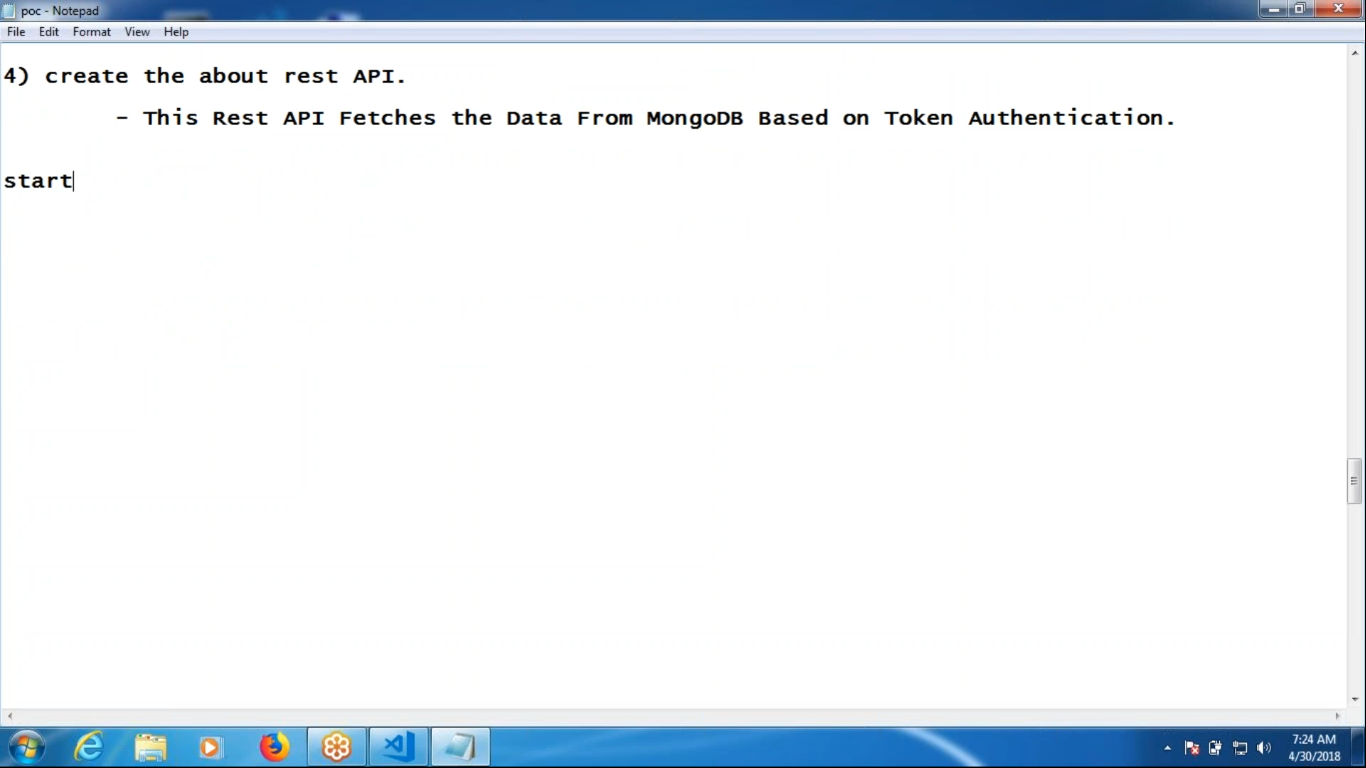 poc - Notepad
File Edit Format View Help
4) create the about rest API.
- This Rest API Fetches the Data From MongoDB Based on Token Authentication.
start
7:24 AM
4/30/2018